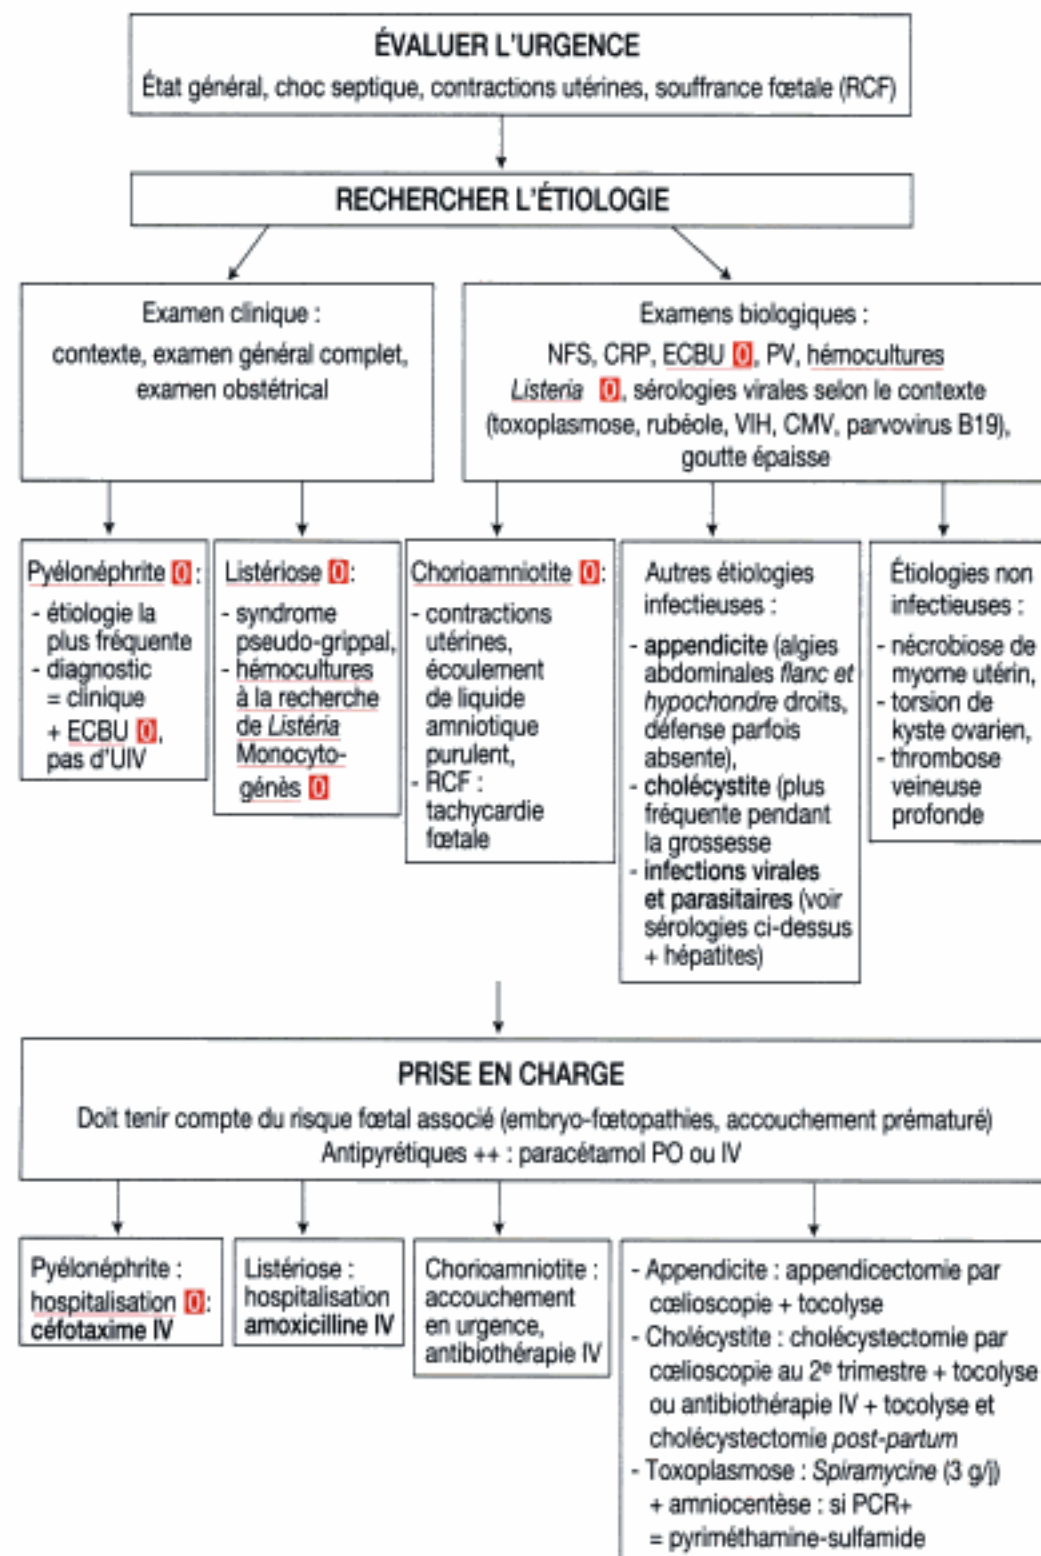 ÉVALUER L'URGENCE
État général, choc septique, contractions utérines, souffrance fœtale (RCF)
RECHERCHER L'ÉTIOLOGIE
Examen clinique :
contexte, examen général complet,
examen obstétrical
Examens biologiques :
NFS, CRP, ECBU 0, PV, hémocultures
Listeria 0, sérologies virales selon le contexte
(toxoplasmose, rubéole, VIH, CMV, parvovirus B19),
goutte épaisse
Pyélonéphrite 0 :
- étiologie la
plus fréquente
- diagnostic
= clinique
+ ECBU 0,
pas d'UIV
Listériose 0 :
- syndrome
pseudo-grippal,
- hémocultures
à la recherche
de Listéria
Monocyto-
génès 0
Chorioamniotite 0 :
- contractions
utérines,
écoulement
de liquide
amniotique
purulent,
- RCF :
tachycardie
fœtale
Autres étiologies
infectieuses :
- appendicite (algies
abdominales flanc et
hypochondre droits,
défense parfois
absente),
- cholécystite (plus
fréquente pendant
la grossesse
- infections virales
et parasitaires (voir
sérologies ci-dessus
+ hépatites)
Étiologies non
infectieuses :
- nécrobiose de
myome utérin,
- torsion de
kyste ovarien,
- thrombose
veineuse
profonde
PRISE EN CHARGE
Doit tenir compte du risque fœtal associé (embryo-fœtopathies, accouchement prématuré)
Antipyrétiques ++ : paracétamol PO ou IV
Pyélonéphrite :
hospitalisation 0 :
céfotaxime IV
Listériose :
hospitalisation
amoxicilline IV
Chorioamniotite :
accouchement
en urgence,
antibiothérapie IV
- Appendicite : appendicectomie par
cœlioscopie + tocolyse
- Cholécystite : cholécystectomie par
cœlioscopie au 2e trimestre + tocolyse
ou antibiothérapie IV + tocolyse et
cholécystectomie post-partum
- Toxoplasmose : Spiramycine (3 g/j)
+ amniocentèse : si PCR+
= pyriméthamine-sulfamide